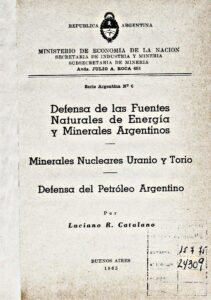 REPUBLICA ARGENTINA
MINISTERIO DE ECONOMIA DE LA NACION
SECRETARIA DE INDUSTRIA Y MINERIA
SUBSECRETARIA DE MINERIA
Avda. JULIO A. ROCA 651
Serie Argentina Nº 6
Defensa de las Fuentes
Naturales de Energía
y Minerales Argentinos
Minerales Nucleares Uranio y Torio
Defensa del Petróleo Argentino
Por
Luciano R. Catalano
BUENOS AIRES
1963
24309